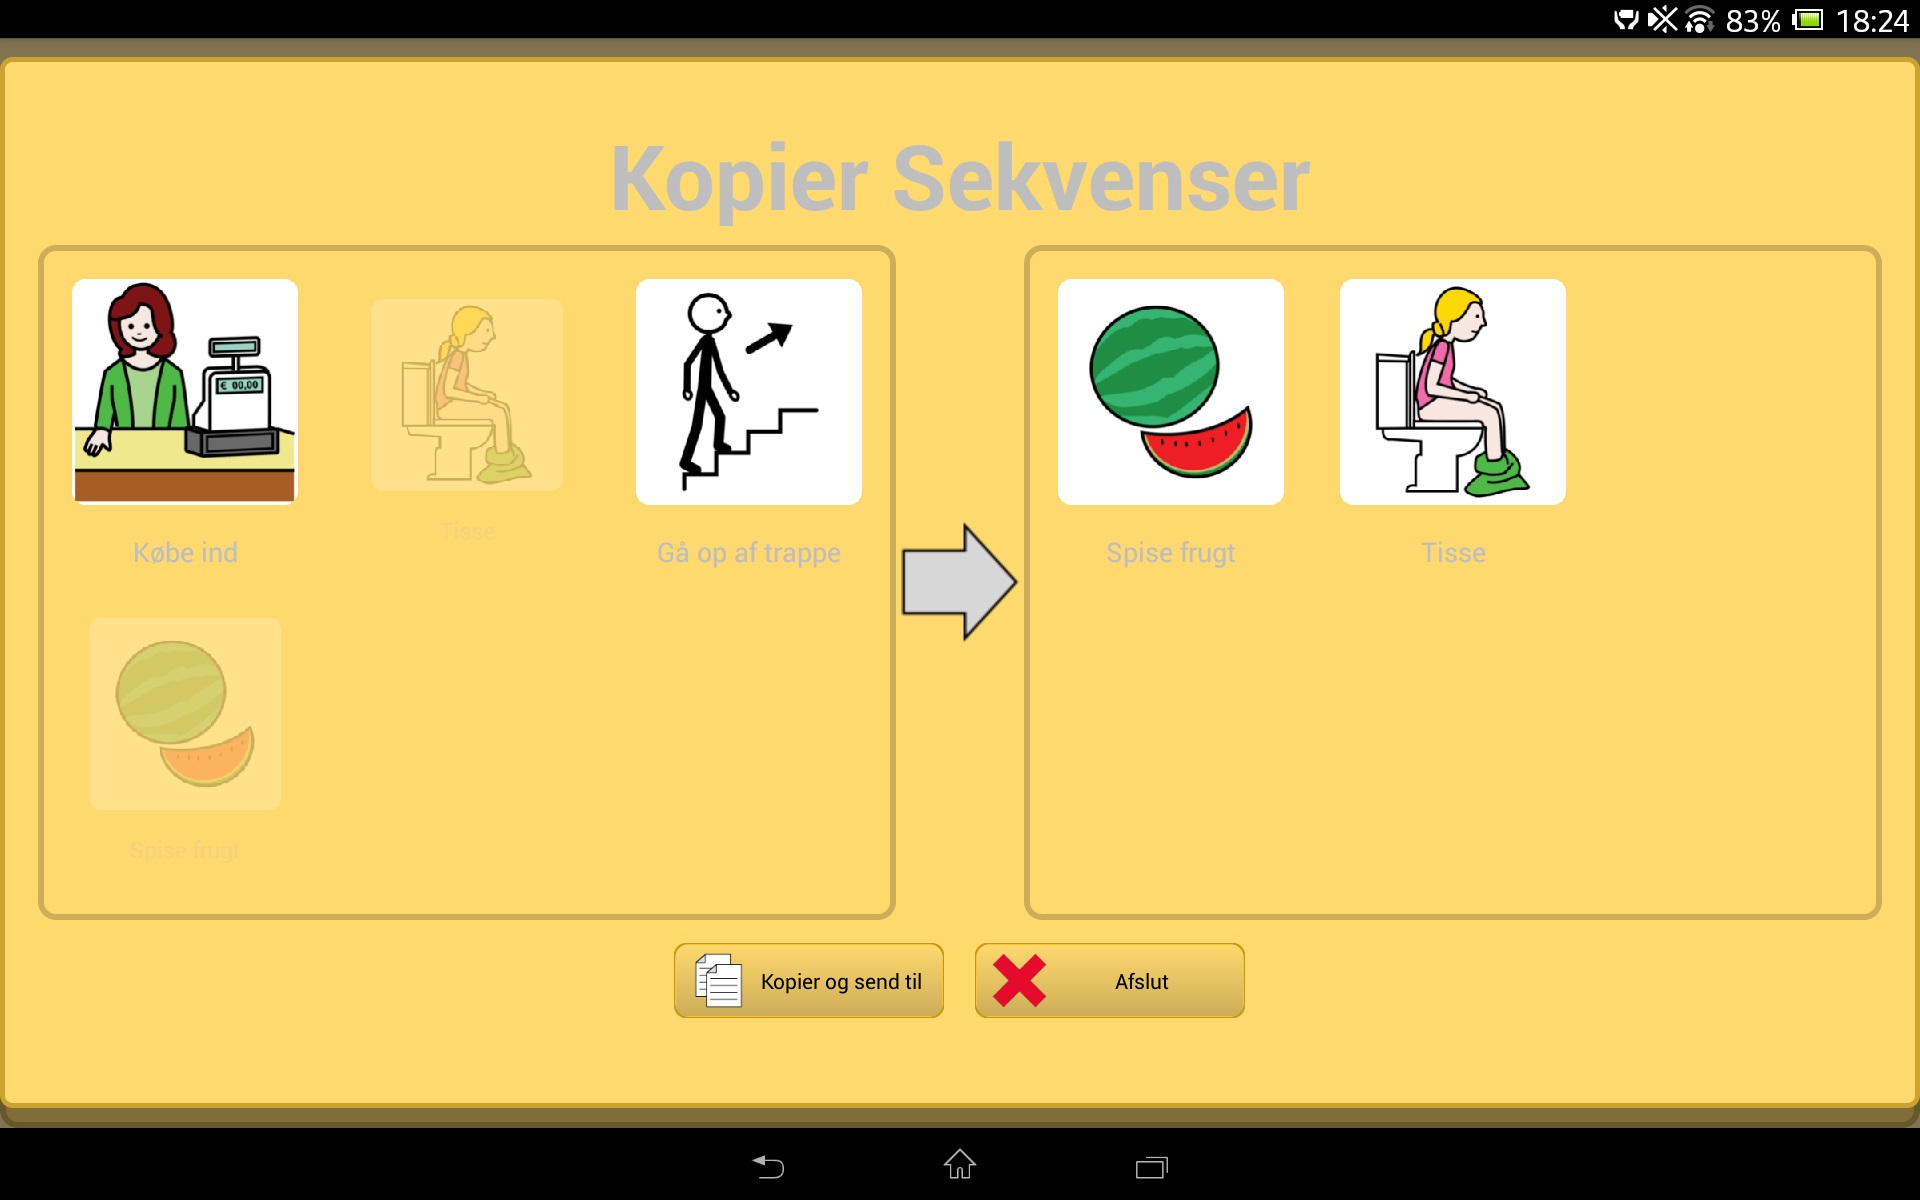 83% 18:24
Kopier Sekvenser
€ 00,00
Købe ind
Tisse
Gå op af trappe
Spise frugt
Spise frugt
Tisse
Kopier og send til
Afslut